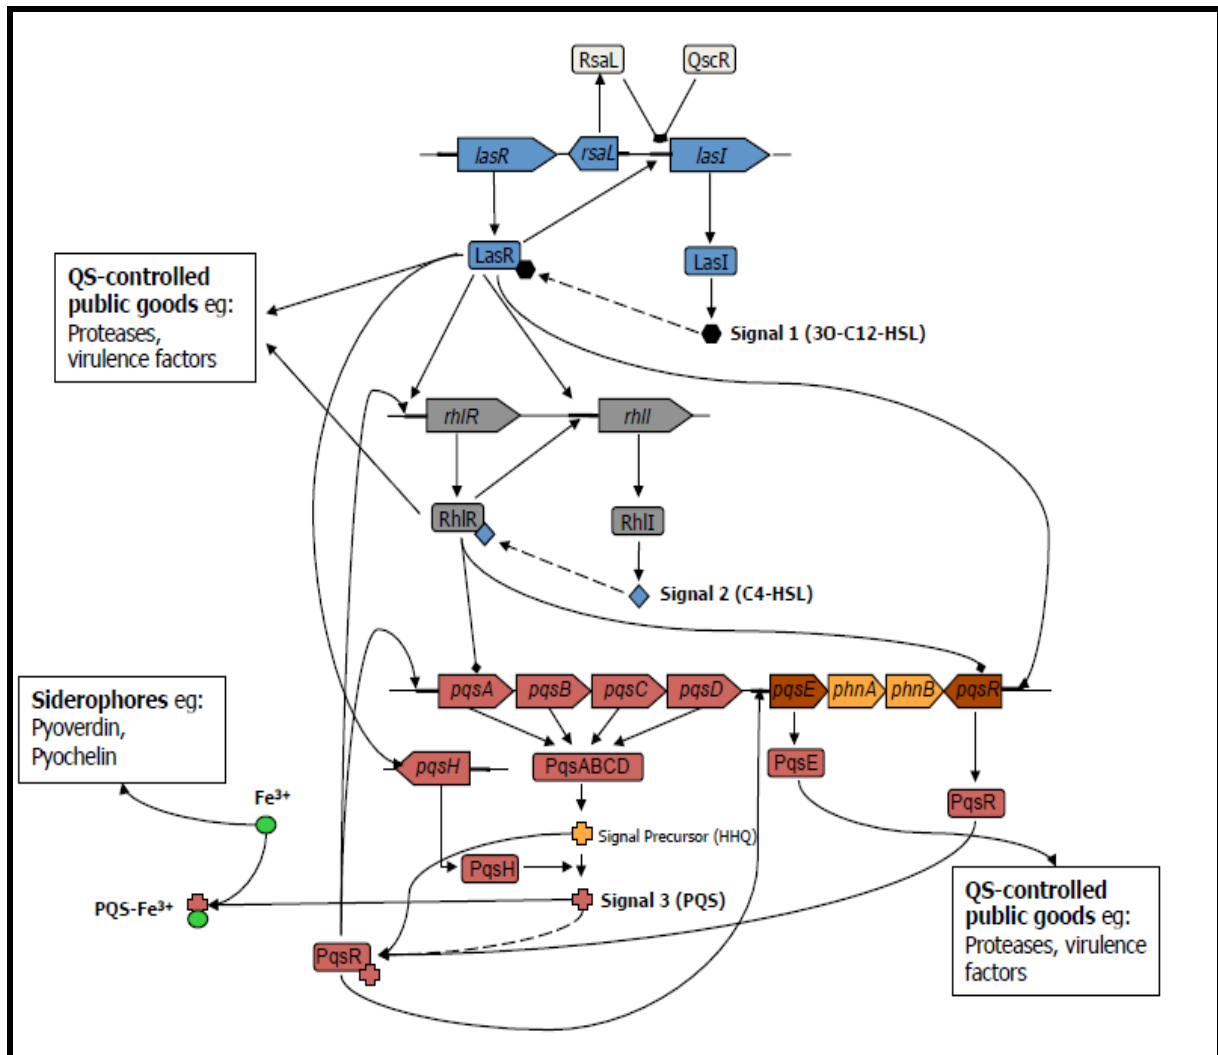 RsaL
QscR
lasR
rsaL
lasI
LasR
LasI
QS-controlled
public goods eg:
Proteases,
virulence factors
Signal 1 (3O-C12-HSL)
rhlR
rhlI
RhlR
RhlI
Signal 2 (C4-HSL)
pqsA
pqsB
pqsC
pqsD
pqsE
phnA
phnB
pqsR
Siderophores eg:
Pyoverdin,
Pyochelin
pqsH
PqsABCD
PqsE
PqsR
Fe³⁺
Signal Precursor (HHQ)
PqsH
PQS-Fe³⁺
Signal 3 (PQS)
QS-controlled
public goods eg:
Proteases, virulence
factors
PqsR